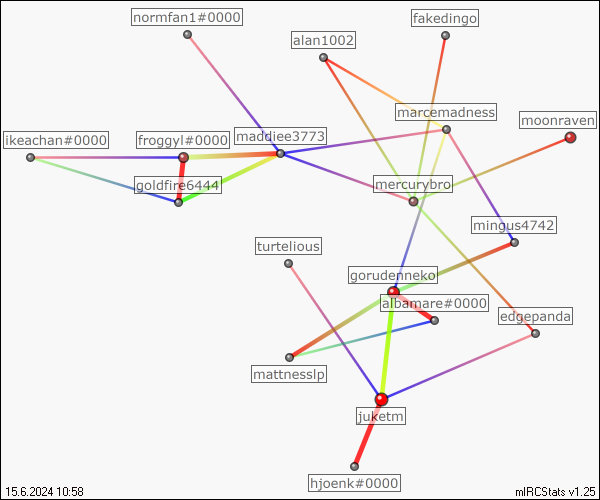 normfan1#0000
fakedingo
alan1002
marcemadness
moonraven
ikeachan#0000
froggyl#0000
maddiee3773
goldfire6444
mercurybro
mingus4742
turtelious
gorudenneko
albamare#0000
edgepanda
mattnesslp
juketm
hjoenk#0000
15.6.2024 10:58
mIRCStats v1.25